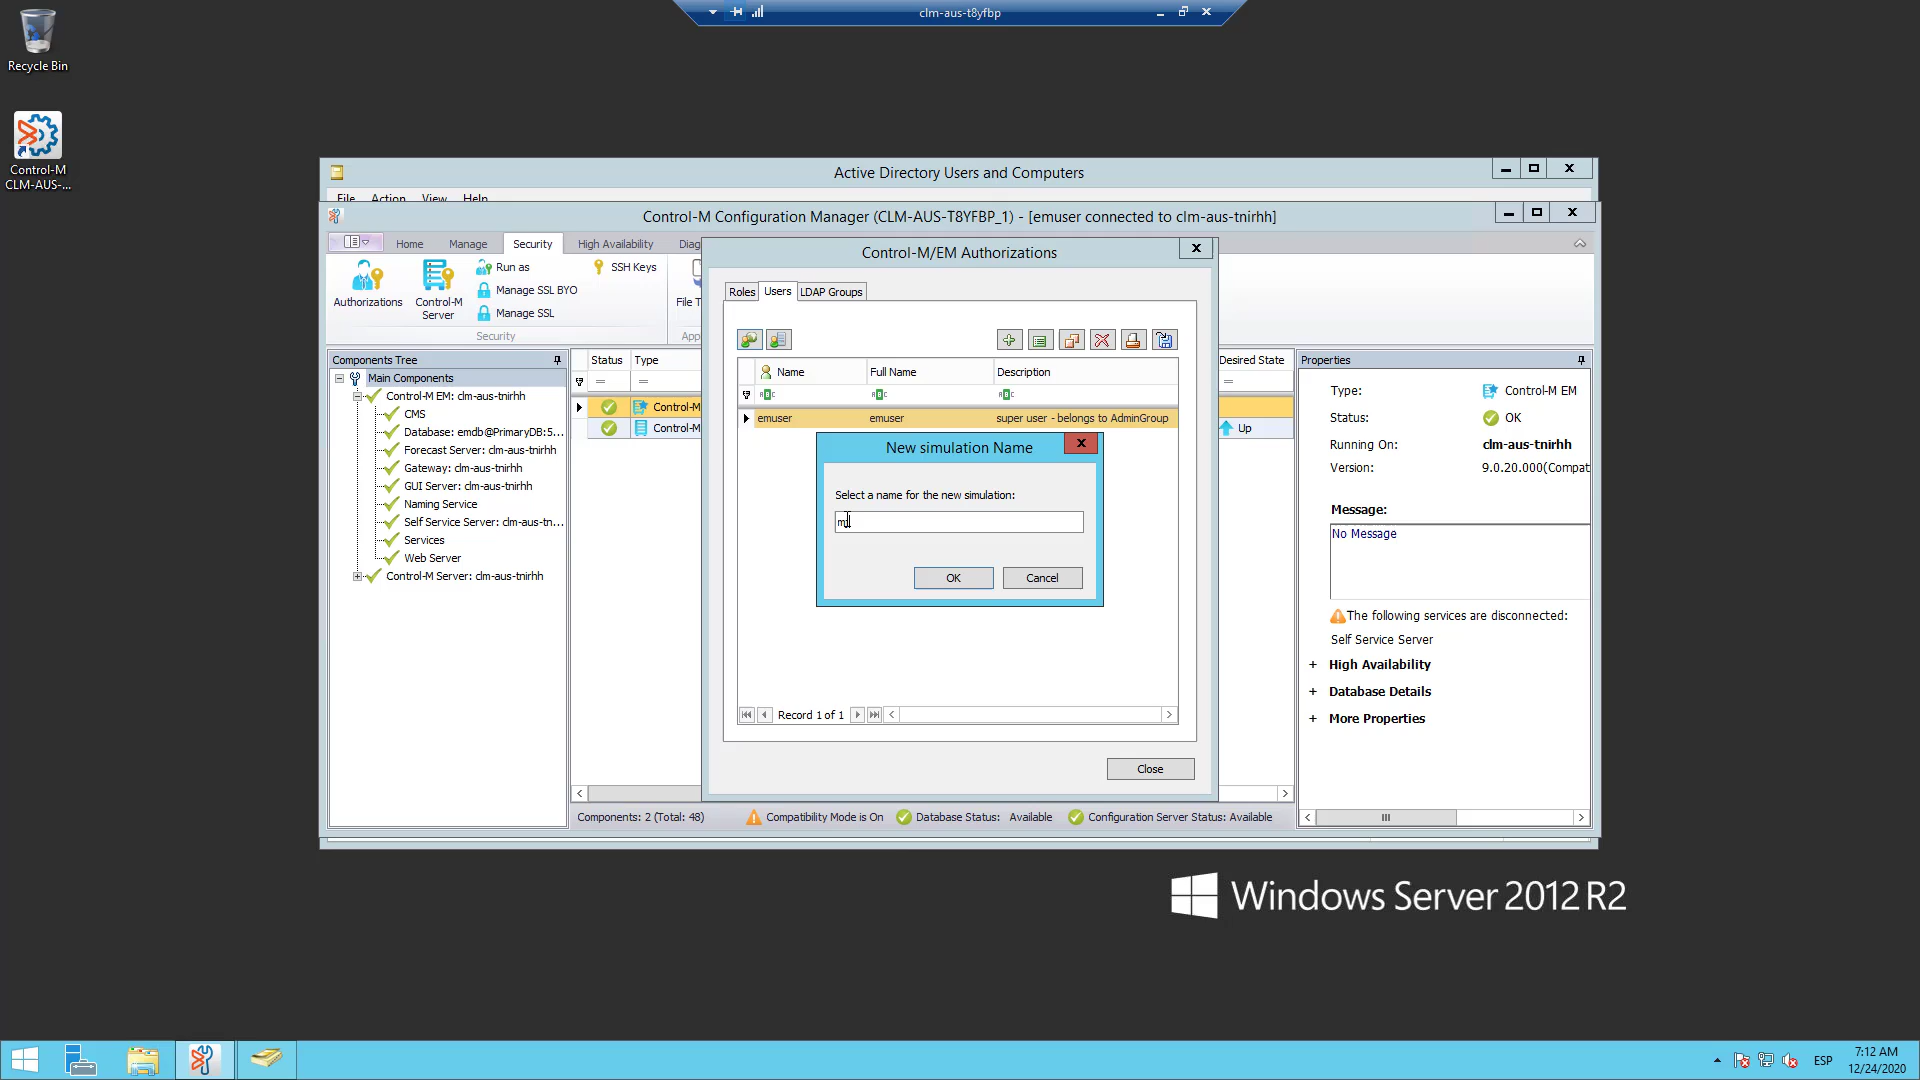 clm-aus-t8yfbp
Recycle Bin
Control-M
CLM-AUS-...
Active Directory Users and Computers
File Action View Help
Control-M Configuration Manager (CLM-AUS-T8YFBP_1) - [emuser connected to clm-aus-tnirhh]
Home Manage Security High Availability Diag
Authorizations
Control-M
Server
Run as
Manage SSL BYO
Manage SSL
SSH Keys
File T
Security
App
Control-M/EM Authorizations
Roles Users LDAP Groups
Name Full Name Description
emuser emuser super user - belongs to AdminGroup
New simulation Name
Select a name for the new simulation:
OK Cancel
Record 1 of 1
Close
Components Tree
Main Components
Control-M EM: clm-aus-tnirhh
CMS
Database: emdb@PrimaryDB:5...
Forecast Server: clm-aus-tnirhh
Gateway: clm-aus-tnirhh
GUI Server: clm-aus-tnirhh
Naming Service
Self Service Server: clm-aus-tn...
Services
Web Server
Control-M Server: clm-aus-tnirhh
Status Type Desired State
Control-M
Control-M Up
Components: 2 (Total: 48) Compatibility Mode is On Database Status: Available Configuration Server Status: Available
Properties
Type: Control-M EM
Status: OK
Running On: clm-aus-tnirhh
Version: 9.0.20.000(Compat
Message:
No Message
The following services are disconnected:
Self Service Server
+ High Availability
+ Database Details
+ More Properties
Windows Server 2012 R2
ESP
7:12 AM
12/24/2020